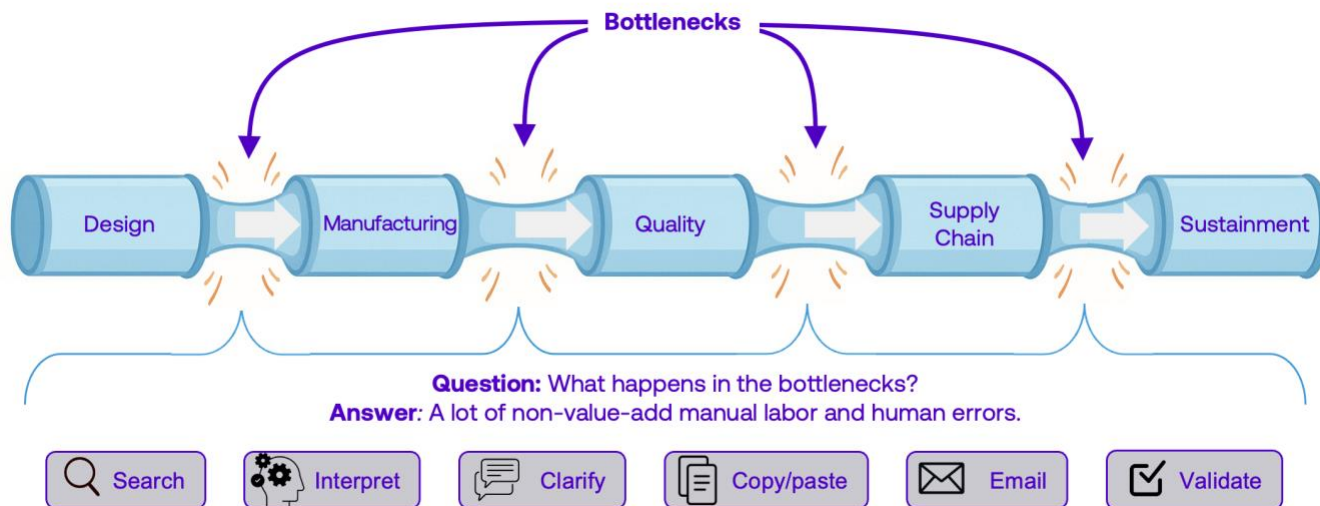 Bottlenecks
Design
Manufacturing
Quality
Supply
Chain
Sustainment
Question: What happens in the bottlenecks?
Answer: A lot of non-value-add manual labor and human errors.
Search
Interpret
Clarify
Copy/paste
Email
Validate